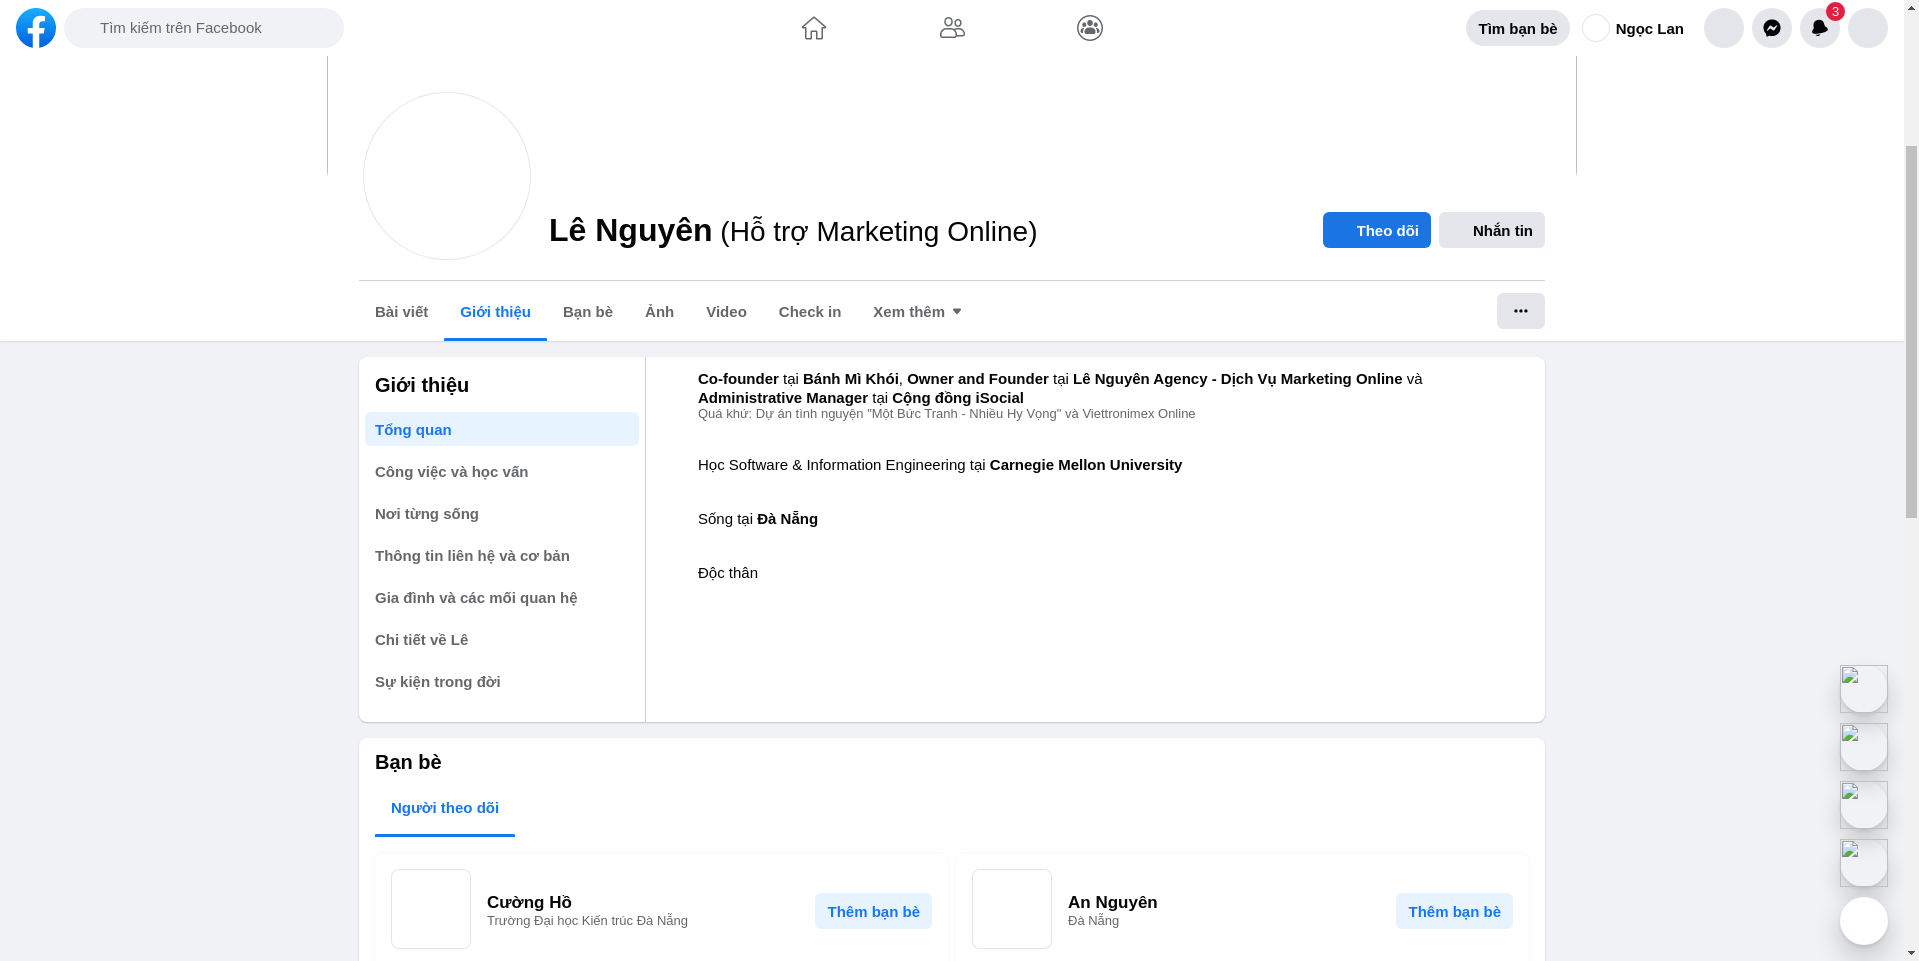 Tìm kiếm trên Facebook
Tìm bạn bè
Ngọc Lan
3
Lê Nguyên (Hỗ trợ Marketing Online)
Theo dõi
Nhắn tin
Bài viết
Giới thiệu
Bạn bè
Ảnh
Video
Check in
Xem thêm
Giới thiệu
Tổng quan
Công việc và học vấn
Nơi từng sống
Thông tin liên hệ và cơ bản
Gia đình và các mối quan hệ
Chi tiết về Lê
Sự kiện trong đời
Co-founder tại Bánh Mì Khói, Owner and Founder tại Lê Nguyên Agency - Dịch Vụ Marketing Online và
Administrative Manager tại Cộng đồng iSocial
Quá khứ: Dự án tình nguyện "Một Bức Tranh - Nhiều Hy Vọng" và Viettronimex Online
Học Software & Information Engineering tại Carnegie Mellon University
Sống tại Đà Nẵng
Độc thân
Bạn bè
Người theo dõi
Cường Hồ
Trường Đại học Kiến trúc Đà Nẵng
Thêm bạn bè
An Nguyên
Đà Nẵng
Thêm bạn bè